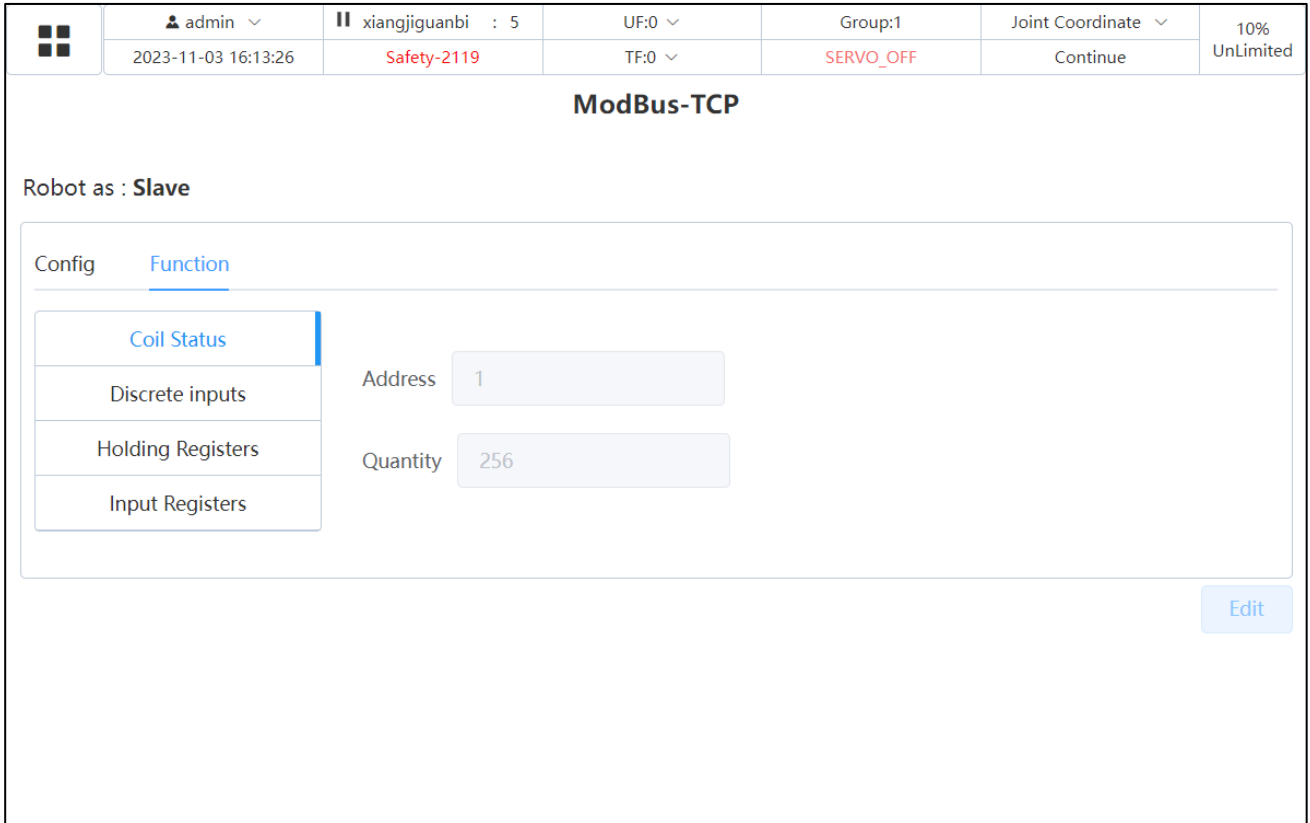 admin
xiangjiguanbi : 5
UF:0
Group:1
Joint Coordinate
10%
UnLimited
2023-11-03 16:13:26
Safety-2119
TF:0
SERVO_OFF
Continue
ModBus-TCP
Robot as : Slave
Config Function
Coil Status
Discrete inputs
Holding Registers
Input Registers
Address 1
Quantity 256
Edit